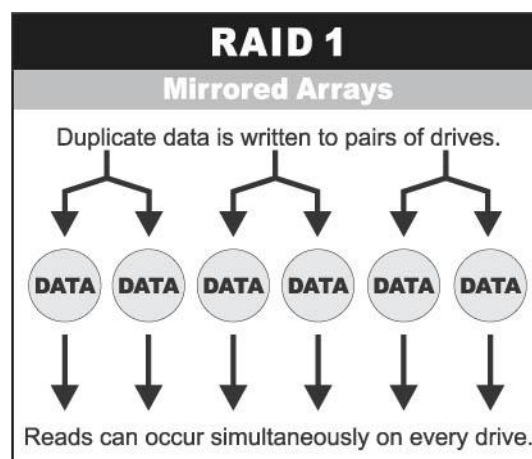 RAID 1
Mirrored Arrays
Duplicate data is written to pairs of drives.
DATA DATA DATA DATA DATA DATA
Reads can occur simultaneously on every drive.